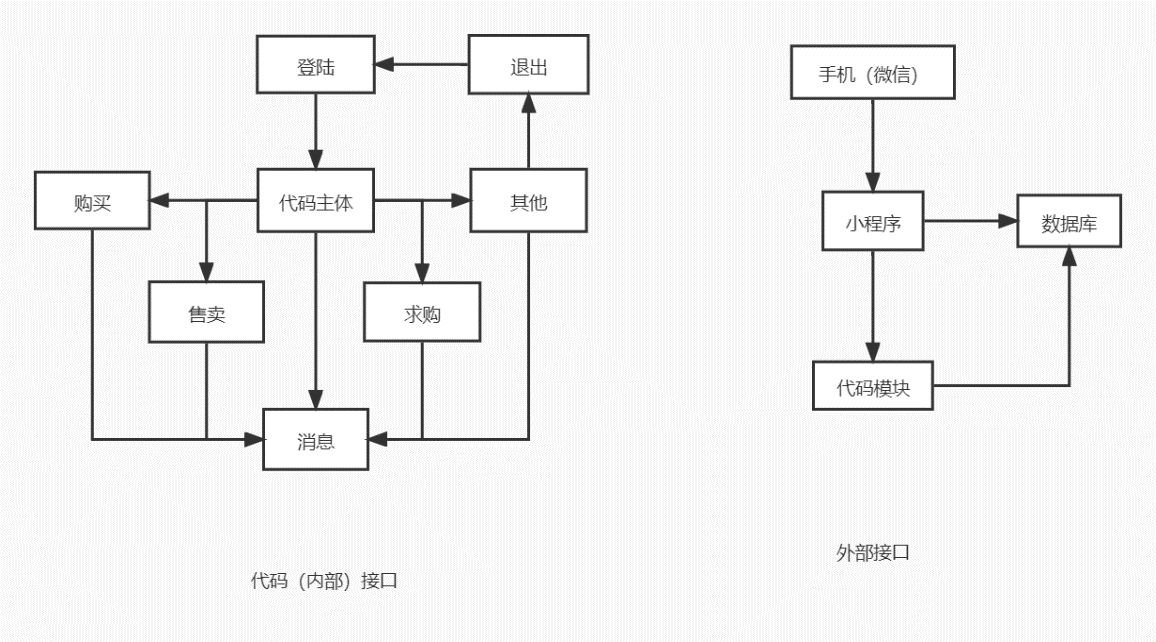 登陆
退出
购买
代码主体
其他
售卖
求购
消息
代码（内部）接口
手机（微信）
小程序
数据库
代码模块
外部接口